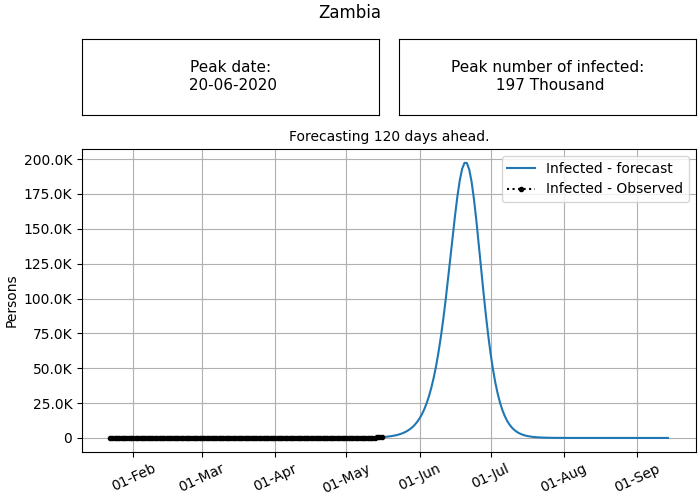 Zambia
Peak date:
20-06-2020
Peak number of infected:
197 Thousand
Forecasting 120 days ahead.
Infected - forecast
Infected - Observed
Persons
200.0K
175.0K
150.0K
125.0K
100.0K
75.0K
50.0K
25.0K
0
01-Feb
01-Mar
01-Apr
01-May
01-Jun
01-Jul
01-Aug
01-Sep